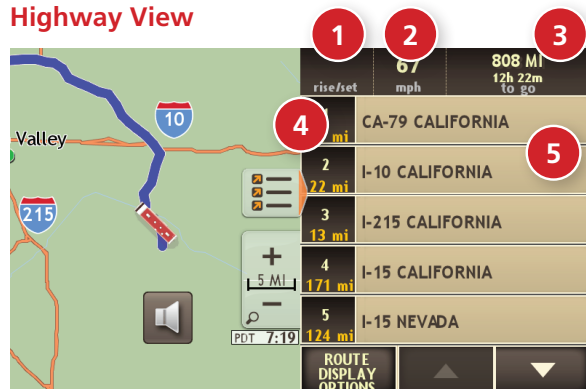 Highway View
1
2
3
67
808 MI
12h 22m
rise/set
mph
to go
4
5
mi
CA-79 CALIFORNIA
2
22 mi
I-10 CALIFORNIA
3
13 mi
I-215 CALIFORNIA
4
171 mi
I-15 CALIFORNIA
5
124 mi
I-15 NEVADA
10
Valley
215
+
5 MI
−
PDT 7:19
ROUTE
DISPLAY
OPTIONS